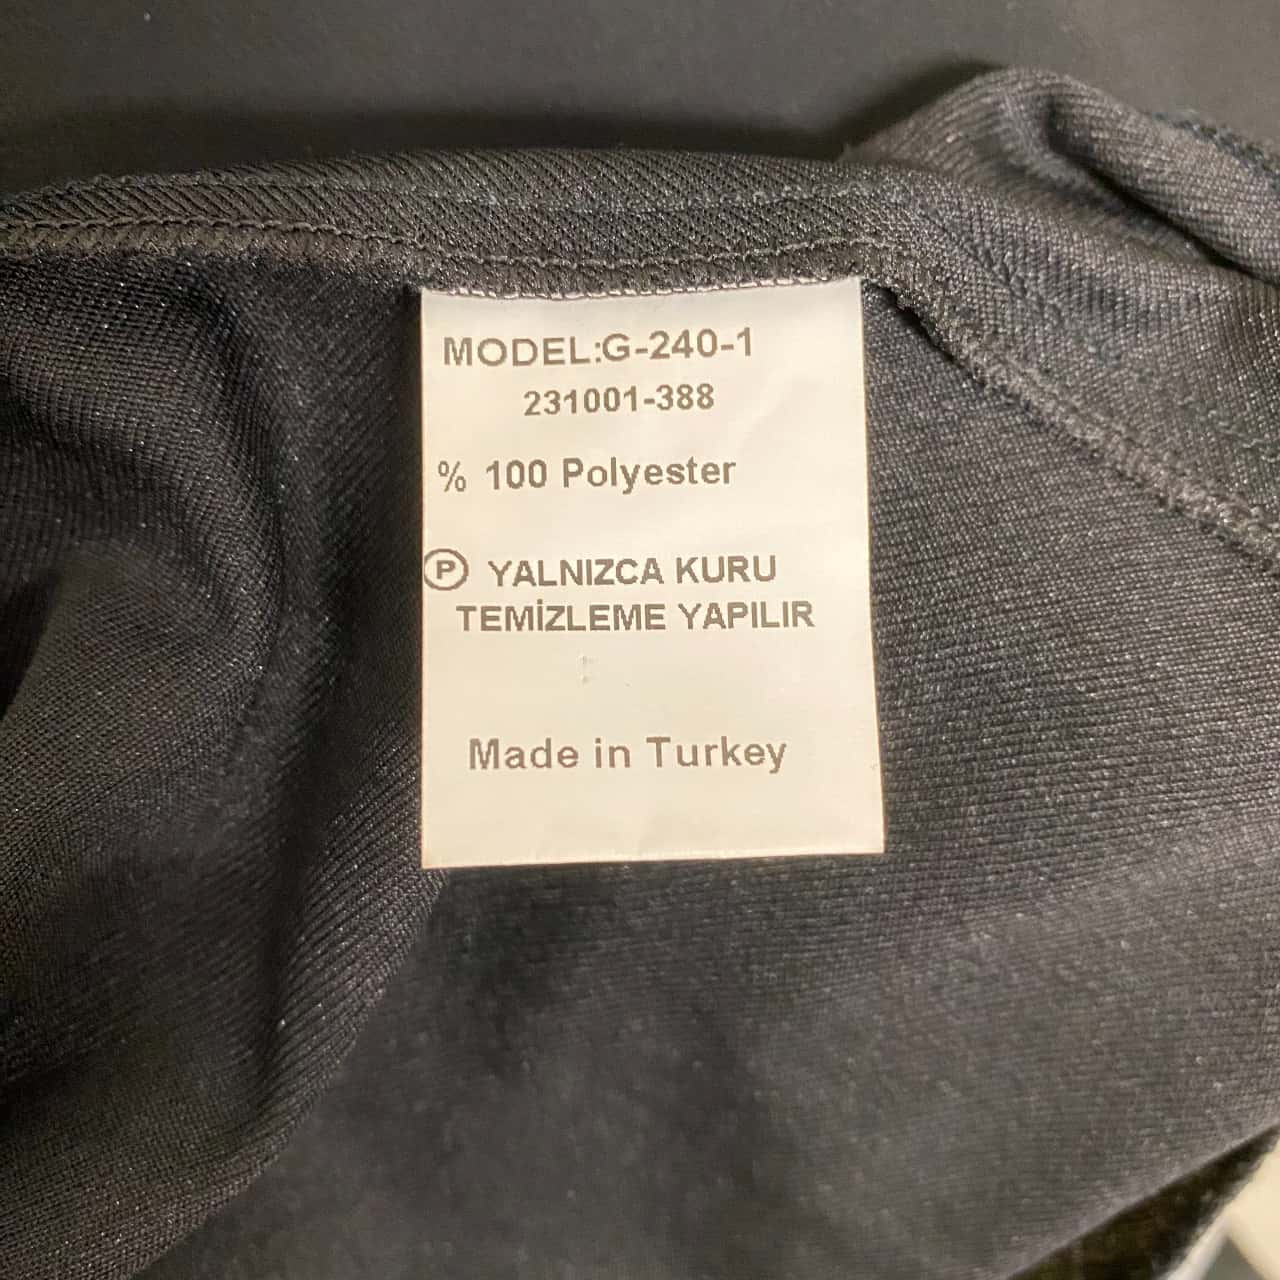 MODEL:G-240-1
231001-388
% 100 Polyester
Ⓟ YALNIZCA KURU
TEMİZLEME YAPILIR
Made in Turkey